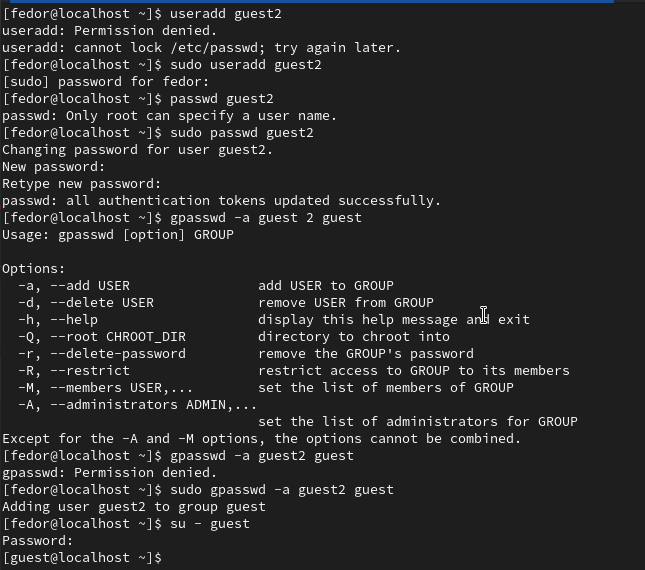 [fedor@localhost ~]$ useradd guest2
useradd: Permission denied.
useradd: cannot lock /etc/passwd; try again later.
[fedor@localhost ~]$ sudo useradd guest2
[sudo] password for fedor:
[fedor@localhost ~]$ passwd guest2
passwd: Only root can specify a user name.
[fedor@localhost ~]$ sudo passwd guest2
Changing password for user guest2.
New password:
Retype new password:
passwd: all authentication tokens updated successfully.
[fedor@localhost ~]$ gpasswd -a guest 2 guest
Usage: gpasswd [option] GROUP

Options:
  -a, --add USER                add USER to GROUP
  -d, --delete USER             remove USER from GROUP
  -h, --help                    display this help message and exit
  -Q, --root CHROOT_DIR         directory to chroot into
  -r, --delete-password         remove the GROUP's password
  -R, --restrict                restrict access to GROUP to its members
  -M, --members USER,...        set the list of members of GROUP
  -A, --administrators ADMIN,...
                                set the list of administrators for GROUP
Except for the -A and -M options, the options cannot be combined.
[fedor@localhost ~]$ gpasswd -a guest2 guest
gpasswd: Permission denied.
[fedor@localhost ~]$ sudo gpasswd -a guest2 guest
Adding user guest2 to group guest
[fedor@localhost ~]$ su - guest
Password:
[guest@localhost ~]$